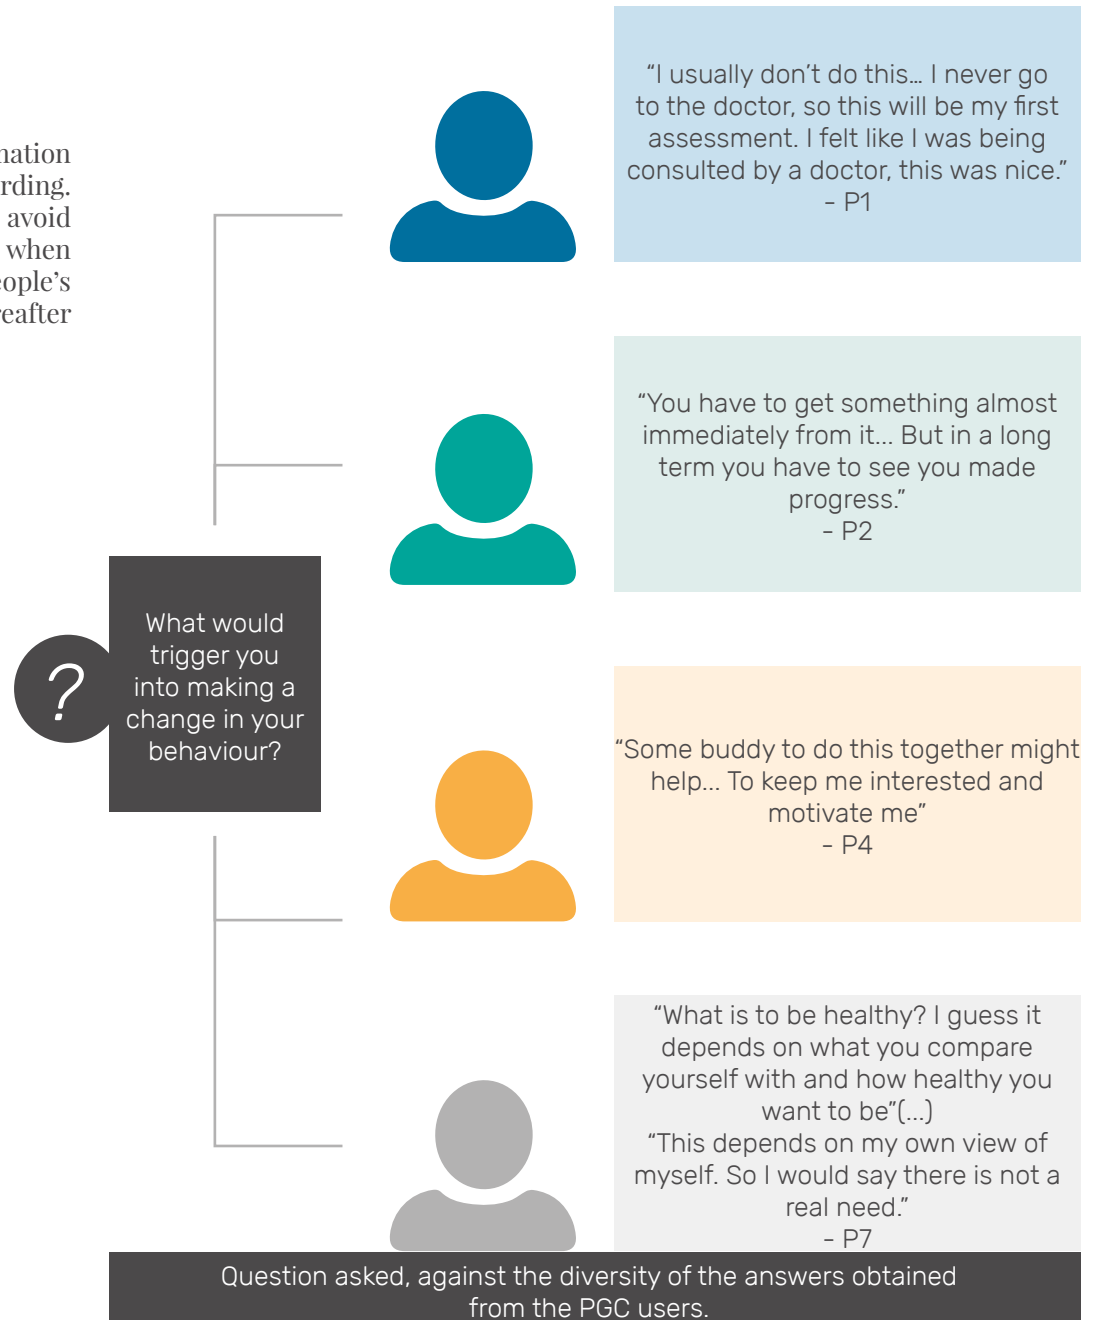 nation
rding.
avoid
when
eople's
reafter
“I usually don’t do this… I never go
to the doctor, so this will be my first
assessment. I felt like I was being
consulted by a doctor, this was nice.”
- P1
“You have to get something almost
immediately from it... But in a long
term you have to see you made
progress.”
- P2
?
What would
trigger you
into making a
change in your
behaviour?
“Some buddy to do this together might
help... To keep me interested and
motivate me”
- P4
“What is to be healthy? I guess it
depends on what you compare
yourself with and how healthy you
want to be”(...)
“This depends on my own view of
myself. So I would say there is not a
real need.”
- P7
Question asked, against the diversity of the answers obtained
from the PGC users.